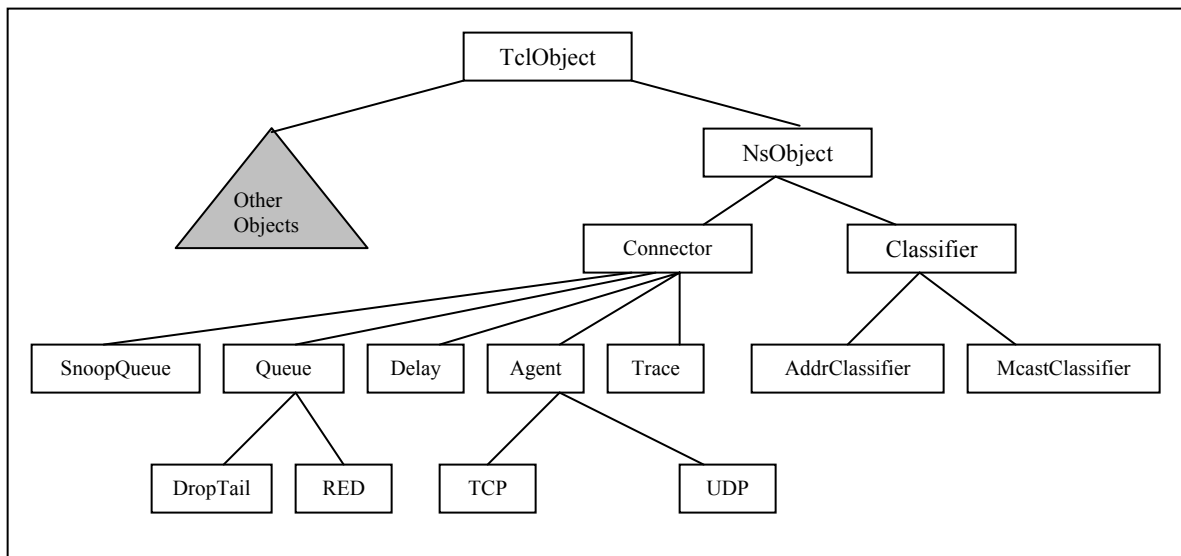 TclObject
NsObject
Other
Objects
Connector
Classifier
SnoopQueue
Queue
Delay
Agent
Trace
AddrClassifier
McastClassifier
DropTail
RED
TCP
UDP